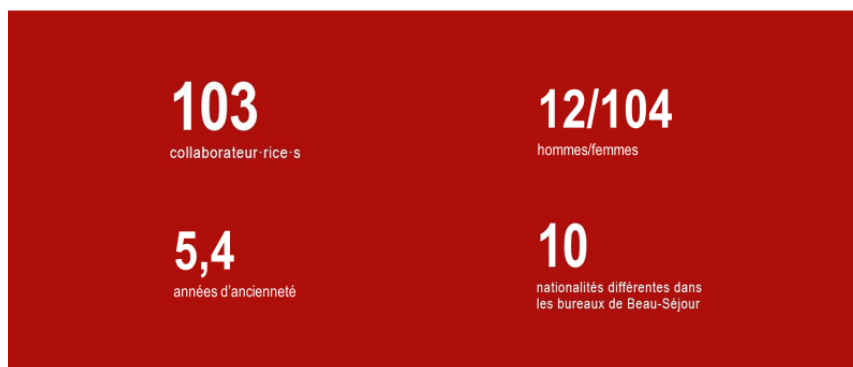 103
collaborateur·rice·s
12/104
hommes/femmes
5,4
années d'ancienneté
10
nationalités différentes dans
les bureaux de Beau-Séjour